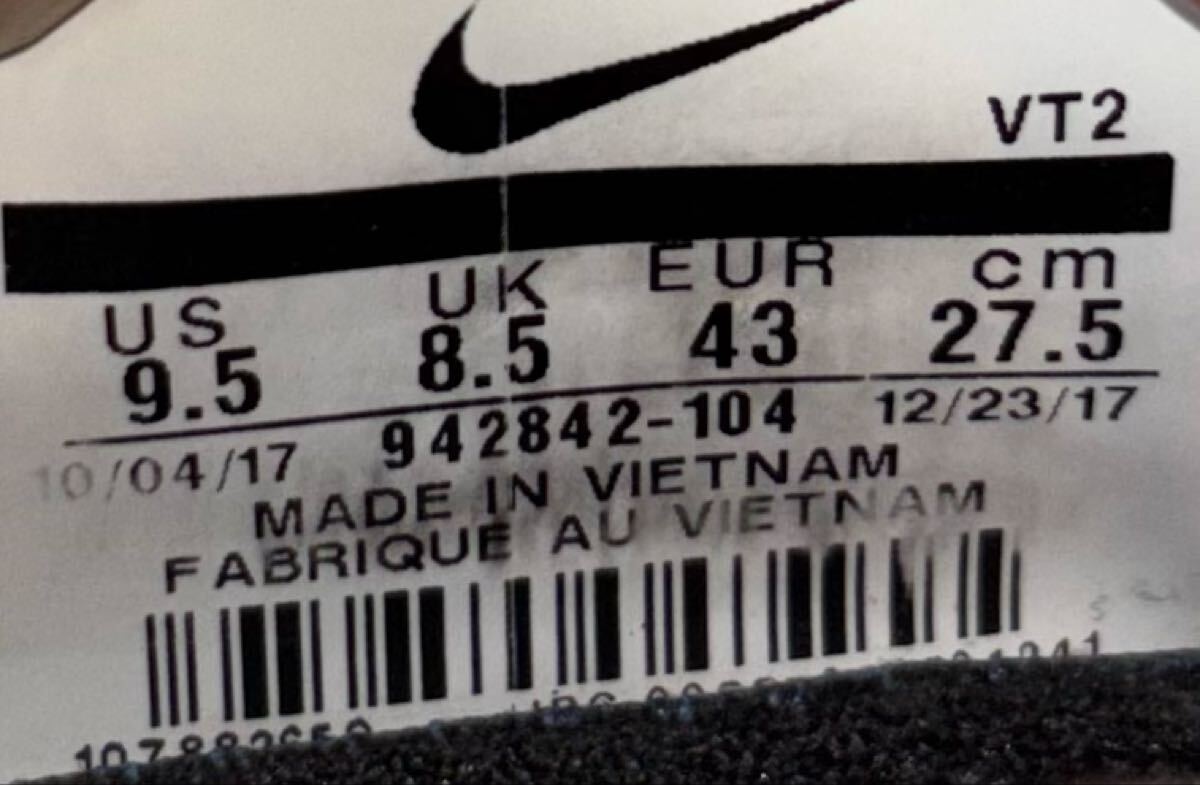 VT2
US UK EUR cm
9.5 8.5 43 27.5
10/04/17 942842-104 12/23/17
MADE IN VIETNAM
FABRIQUE AU VIETNAM